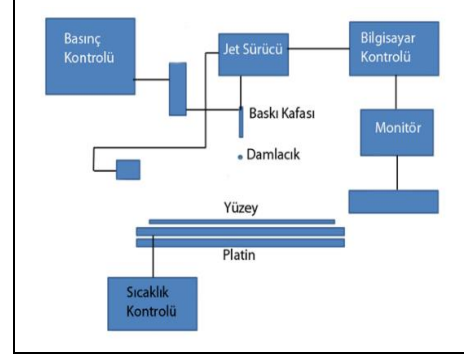 Basınç
Kontrolü
Jet Sürücü
Bilgisayar
Kontrolü
Baskı Kafası
Monitör
Damlacık
Yüzey
Platin
Sıcaklık
Kontrolü